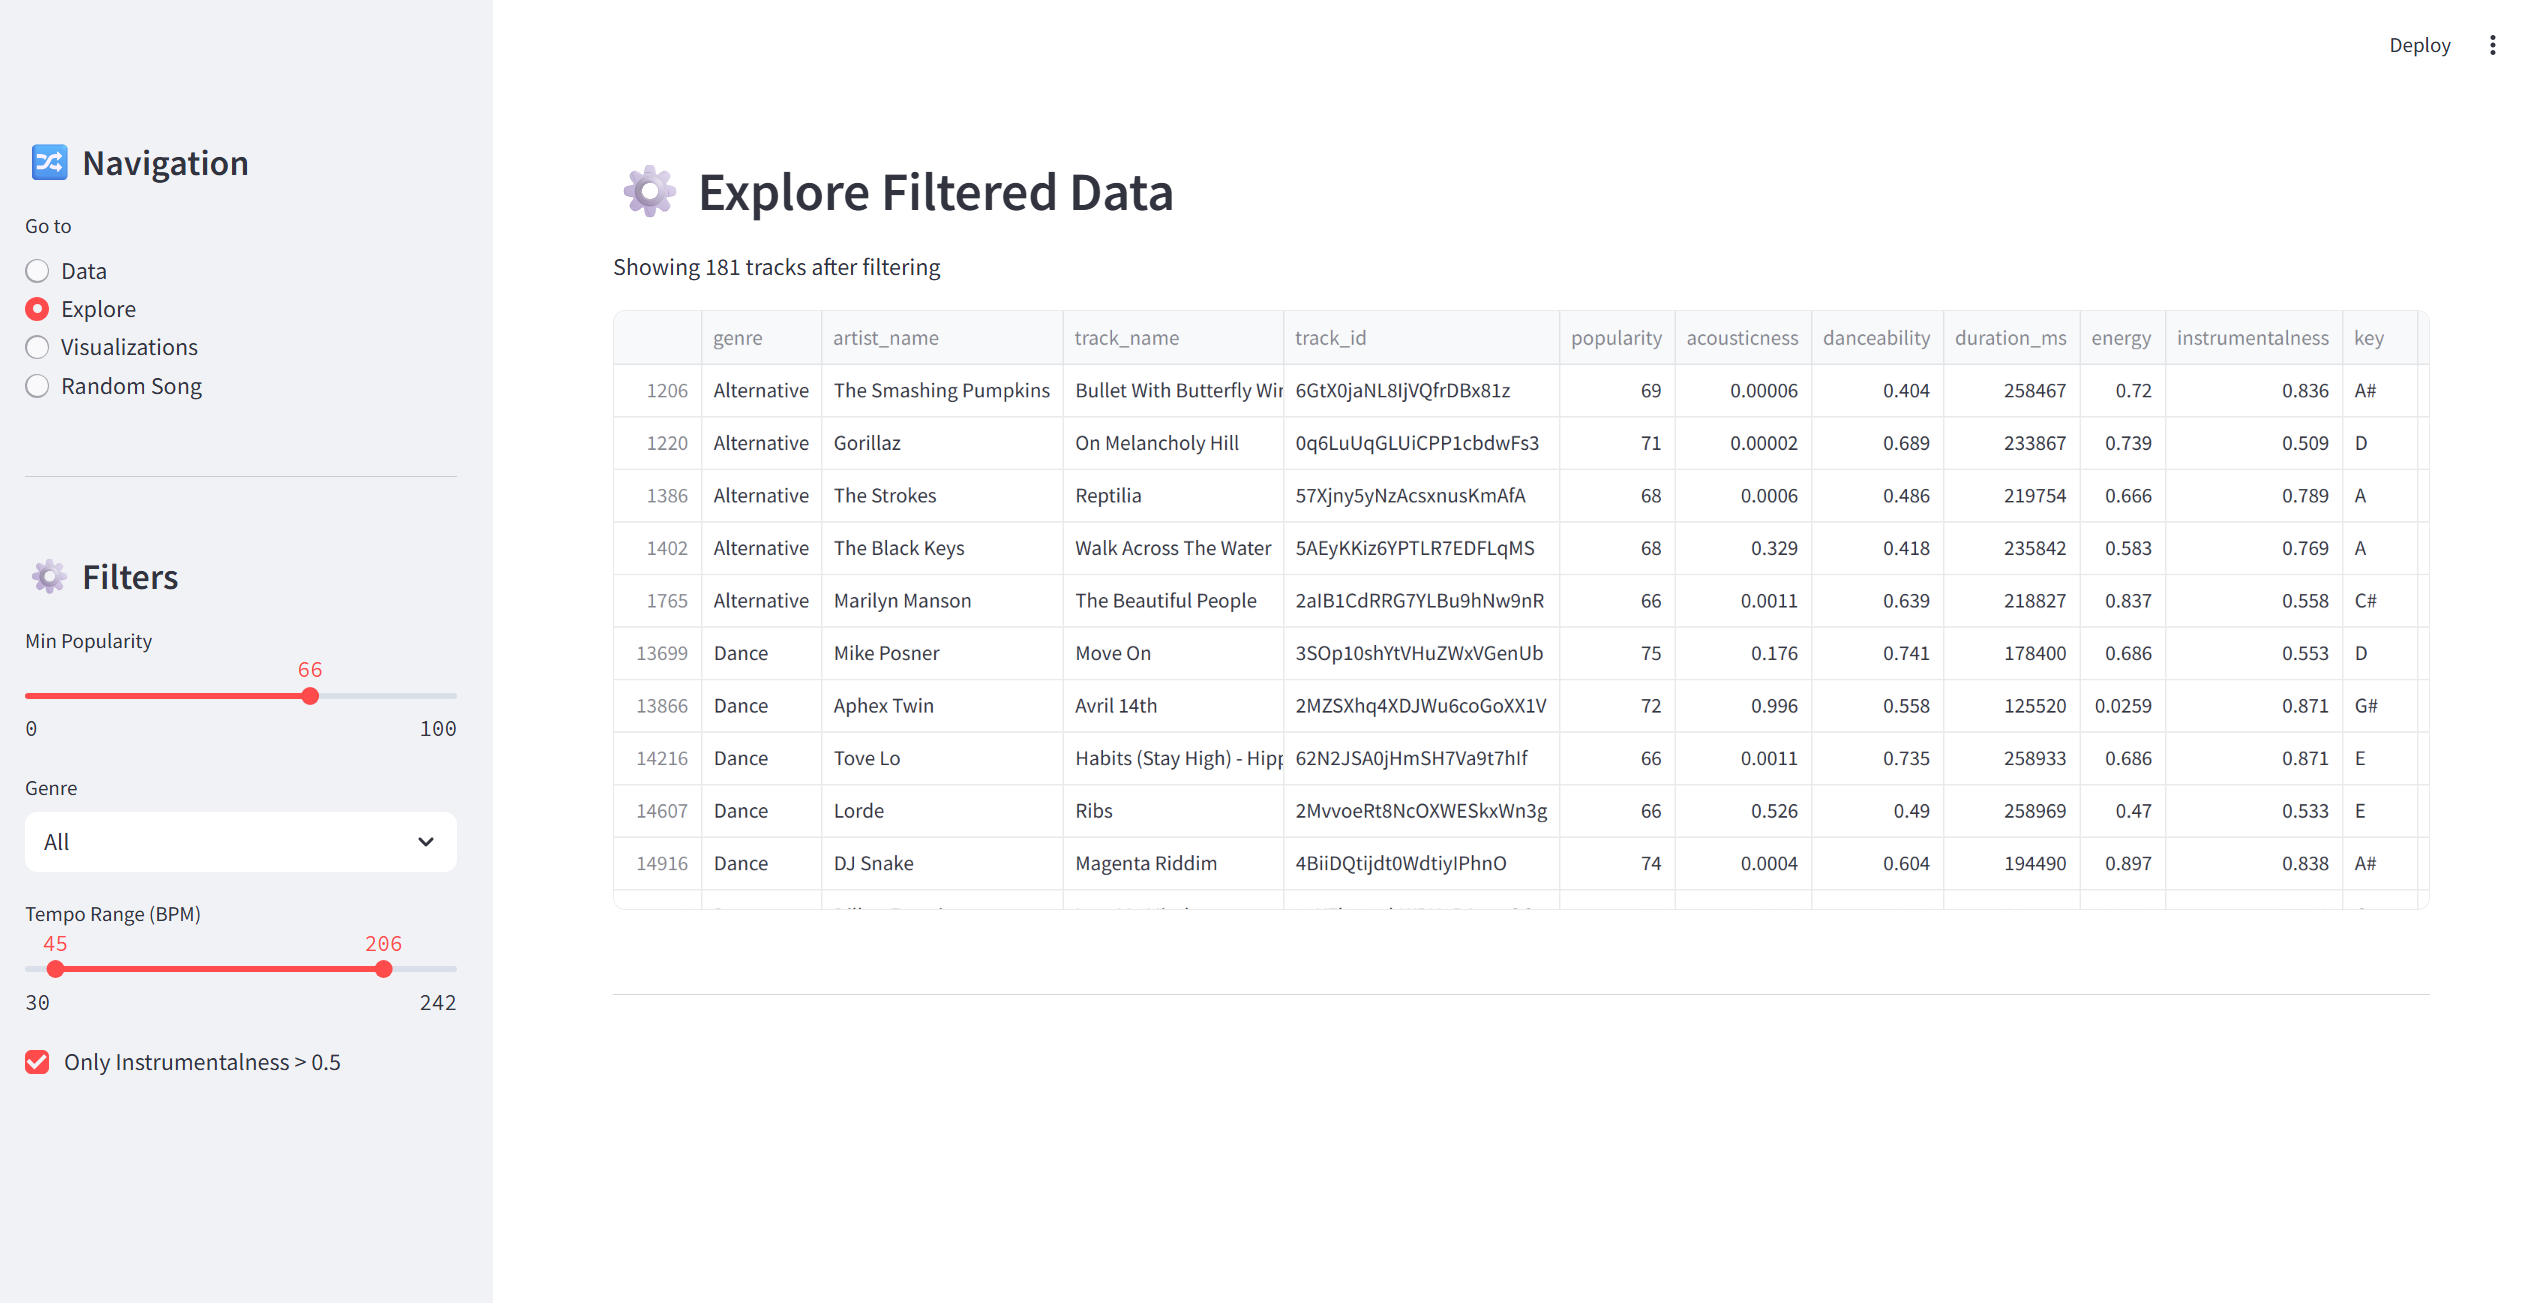 Deploy
Navigation
Go to
Data
Explore
Visualizations
Random Song
Filters
Min Popularity
66
0 100
Genre
All
Tempo Range (BPM)
45 206
30 242
Only Instrumentalness > 0.5
Explore Filtered Data
Showing 181 tracks after filtering
genre artist_name track_name track_id popularity acousticness danceability duration_ms energy instrumentalness key
1206 Alternative The Smashing Pumpkins Bullet With Butterfly Wir 6GtX0jaNL8IjVQfrDBx81z 69 0.00006 0.404 258467 0.72 0.836 A#
1220 Alternative Gorillaz On Melancholy Hill 0q6LuUqGLUiCPP1cbdwFs3 71 0.00002 0.689 233867 0.739 0.509 D
1386 Alternative The Strokes Reptilia 57Xjny5yNzAcsxnusKmAfA 68 0.0006 0.486 219754 0.666 0.789 A
1402 Alternative The Black Keys Walk Across The Water 5AEyKKiz6YPTLR7EDFLqMS 68 0.329 0.418 235842 0.583 0.769 A
1765 Alternative Marilyn Manson The Beautiful People 2aIB1CdRRG7YLBu9hNw9nR 66 0.0011 0.639 218827 0.837 0.558 C#
13699 Dance Mike Posner Move On 3SOp10shYtVHuZWxVGenUb 75 0.176 0.741 178400 0.686 0.553 D
13866 Dance Aphex Twin Avril 14th 2MZSXhq4XDJWu6coGoXX1V 72 0.996 0.558 125520 0.0259 0.871 G#
14216 Dance Tove Lo Habits (Stay High) - Hipp 62N2JSA0jHmSH7Va9t7hIf 66 0.0011 0.735 258933 0.686 0.871 E
14607 Dance Lorde Ribs 2MvvoeRt8NcOXWESkxWn3g 66 0.526 0.49 258969 0.47 0.533 E
14916 Dance DJ Snake Magenta Riddim 4BiiDQtijdt0WdtiyIPhnO 74 0.0004 0.604 194490 0.897 0.838 A#